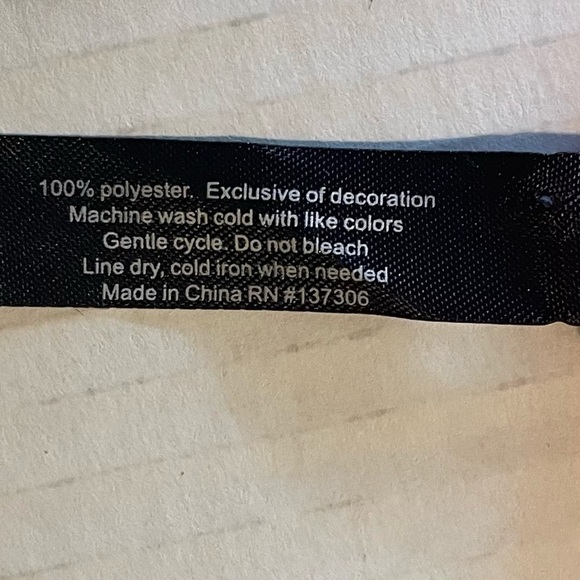 100% polyester. Exclusive of decoration
Machine wash cold with like colors
Gentle cycle. Do not bleach
Line dry, cold iron when needed
Made in China RN #137306